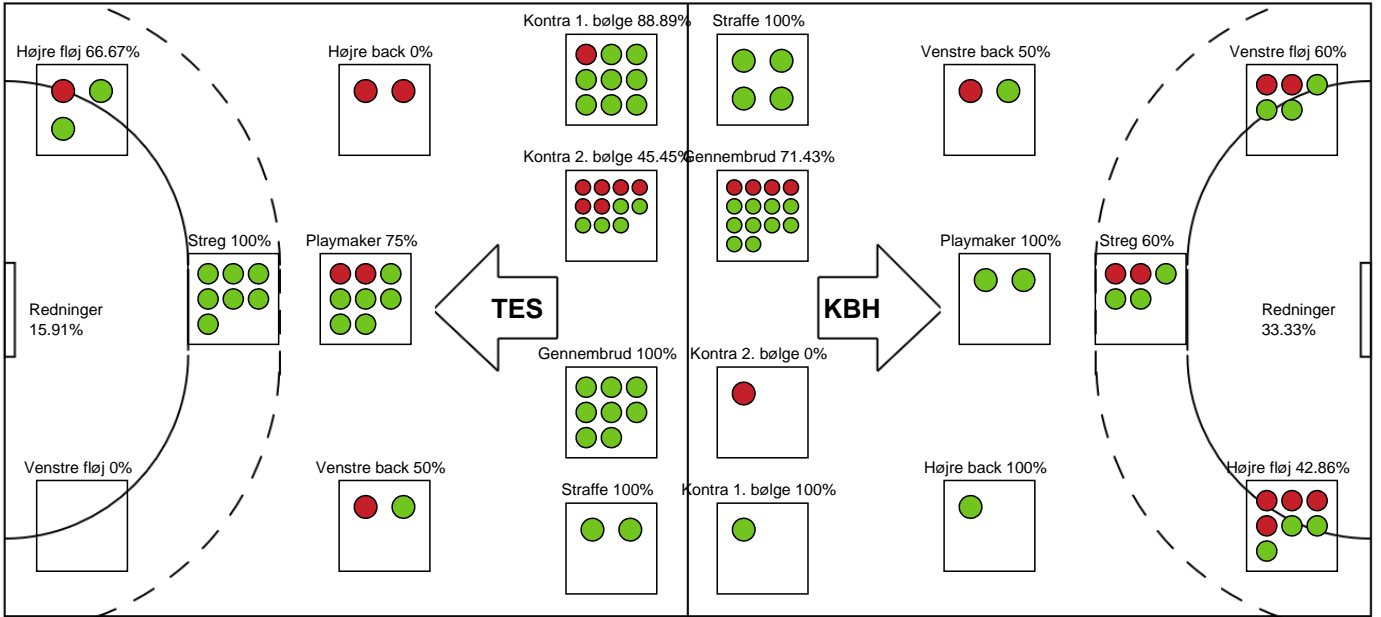 Kontra 1. bølge 88.89%
Straffe 100%
Højre fløj 66.67%
Højre back 0%
Venstre back 50%
Venstre fløj 60%
Kontra 2. bølge 45.45%
Gennembrud 71.43%
Streg 100%
Playmaker 75%
Playmaker 100%
Streg 60%
Redninger
15.91%
TES
KBH
Redninger
33.33%
Gennembrud 100%
Kontra 2. bølge 0%
Venstre fløj 0%
Venstre back 50%
Straffe 100%
Kontra 1. bølge 100%
Højre back 100%
Højre fløj 42.86%